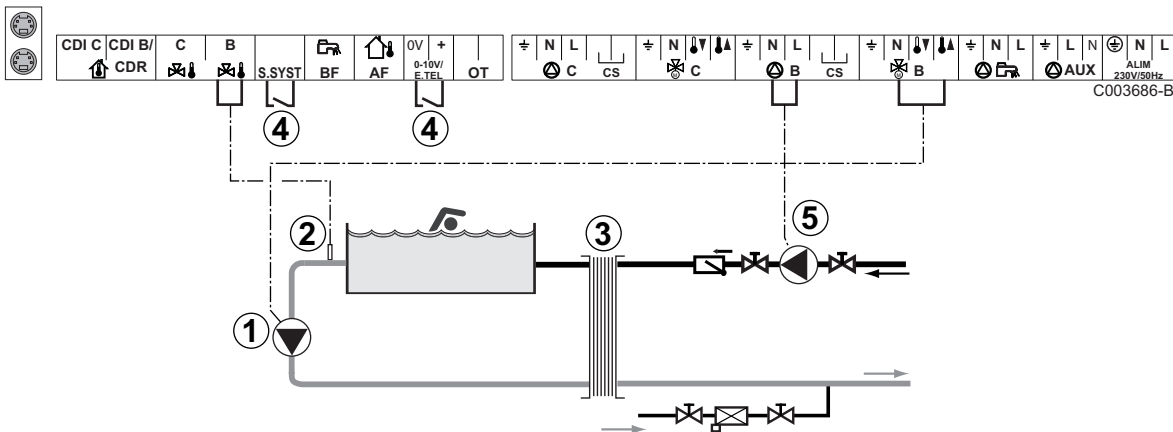 CDI C CDI B/ C B 0V + N L N N L N N L L N N L
CDR S.SYST BF AF 0-10V/ E.TEL OT C CS M C B CS M B AUX ALIM 230V/50Hz
C003686-B
4 4
2 3 5
1